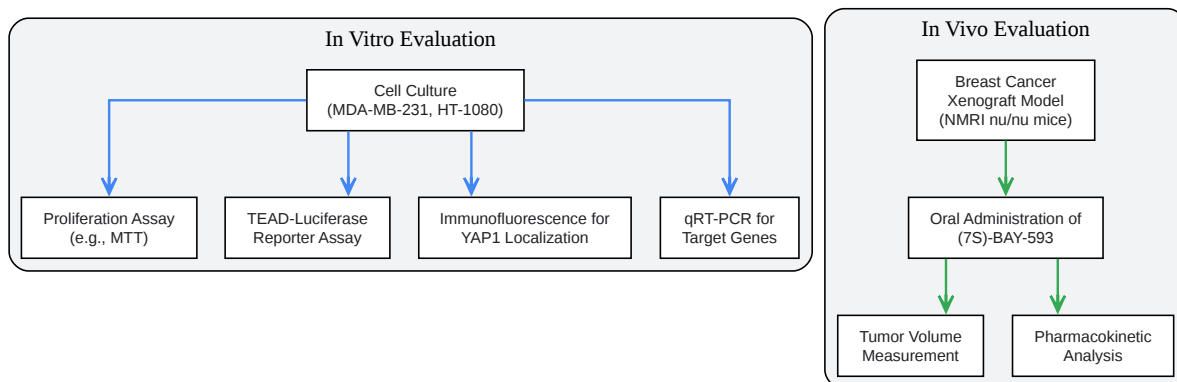 In Vitro Evaluation
Cell Culture
(MDA-MB-231, HT-1080)
Proliferation Assay
(e.g., MTT)
TEAD-Luciferase
Reporter Assay
Immunofluorescence for
YAP1 Localization
qRT-PCR for
Target Genes
In Vivo Evaluation
Breast Cancer
Xenograft Model
(NMRI nu/nu mice)
Oral Administration of
(7S)-BAY-593
Tumor Volume
Measurement
Pharmacokinetic
Analysis